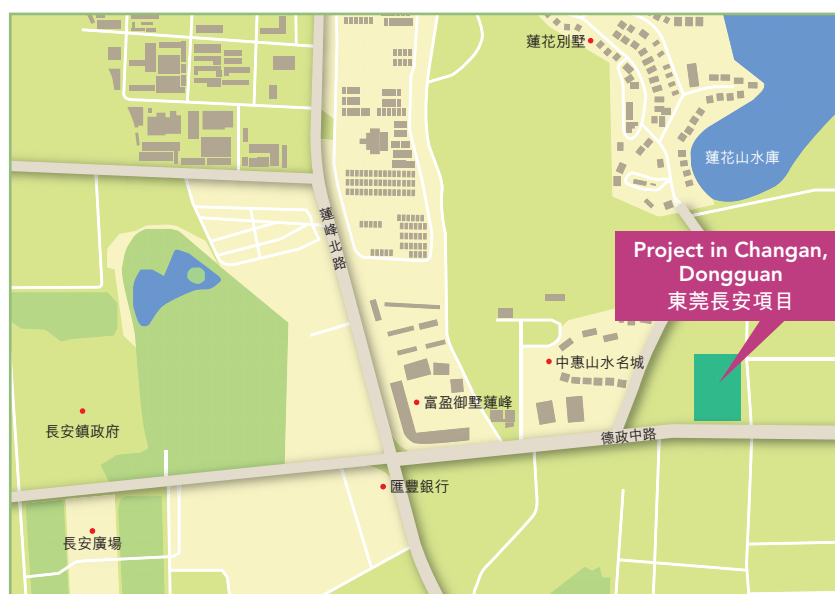 蓮花別墅
蓮花山水庫
蓮峰北路
Project in Changan,
Dongguan
東莞長安項目
中惠山水名城
富盈御墅蓮峰
長安鎮政府
德政中路
匯豐銀行
長安廣場